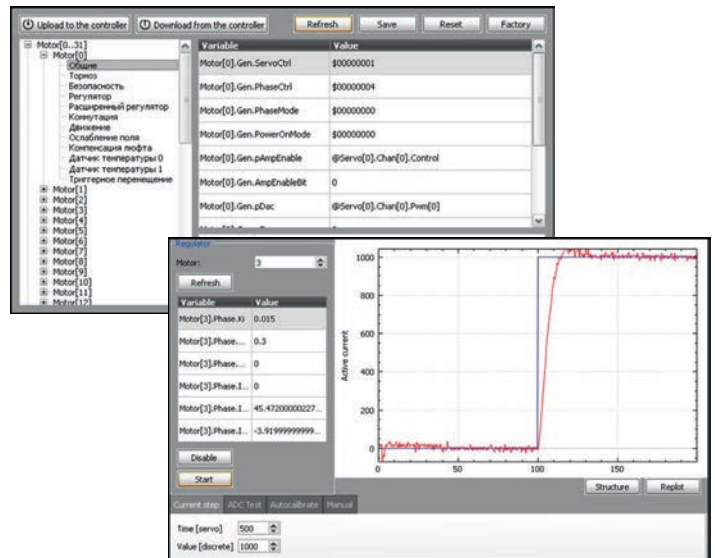 Upload to the controller Download from the controller Refresh Save Reset Factory
Motor[0..31]
Motor[0]
Общие
Тормоз
Безопасность
Регулятор
Расширенный регулятор
Коммутация
Движение
Ослабление поля
Компенсация люфта
Датчик температуры 0
Датчик температуры 1
Триггерное перемещение
Motor[1]
Motor[2]
Motor[3]
Motor[4]
Motor[5]
Motor[6]
Motor[7]
Motor[8]
Motor[9]
Motor[10]
Motor[11]
Motor[12]
Variable Value
Motor[0].Gen.ServoCtrl $00000001
Motor[0].Gen.PhaseCtrl $00000004
Motor[0].Gen.PhaseMode $00000000
Motor[0].Gen.PowerOnMode $00000000
Motor[0].Gen.pAmpEnable @Servo[0].Chan[0].Control
Motor[0].Gen.AmpEnableBit 0
Motor[0].Gen.pDac @Servo[0].Chan[0].Pwm[0]
Regulator
Motor: 3
Refresh
Variable Value
Motor[3].Phase.Ki 0.015
Motor[3].Phase.... 0.3
Motor[3].Phase.... 0
Motor[3].Phase.I... 0
Motor[3].Phase.I... 45.47200000227...
Motor[3].Phase.I... -3.91999999999...
Disable
Start
Active current
1000
800
600
400
200
0
0 50 100 150
Structure Replot
Current step ADC Test Autocalibrate Manual
Time [servo] 500
Value [discrete] 1000